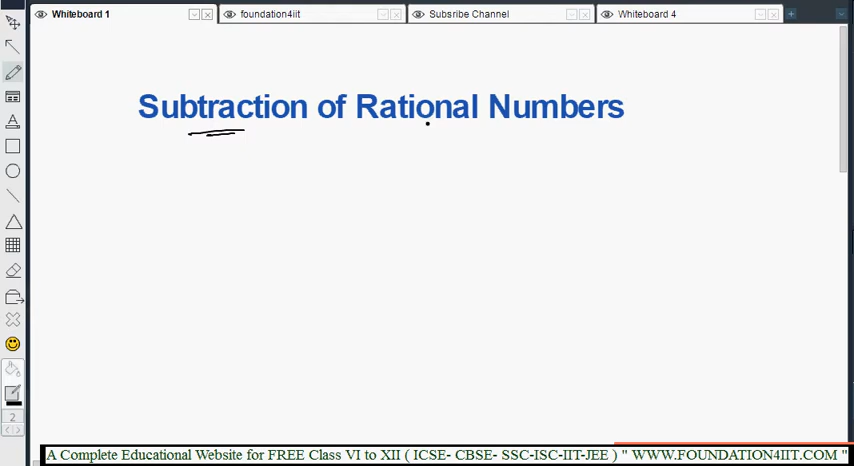 Whiteboard 1
foundation4iit
Subsribe Channel
Whiteboard 4
Subtraction of Rational Numbers
2
A Complete Educational Website for FREE Class VI to XII ( ICSE- CBSE- SSC-ISC-IIT-JEE ) " WWW.FOUNDATION4IIT.COM "